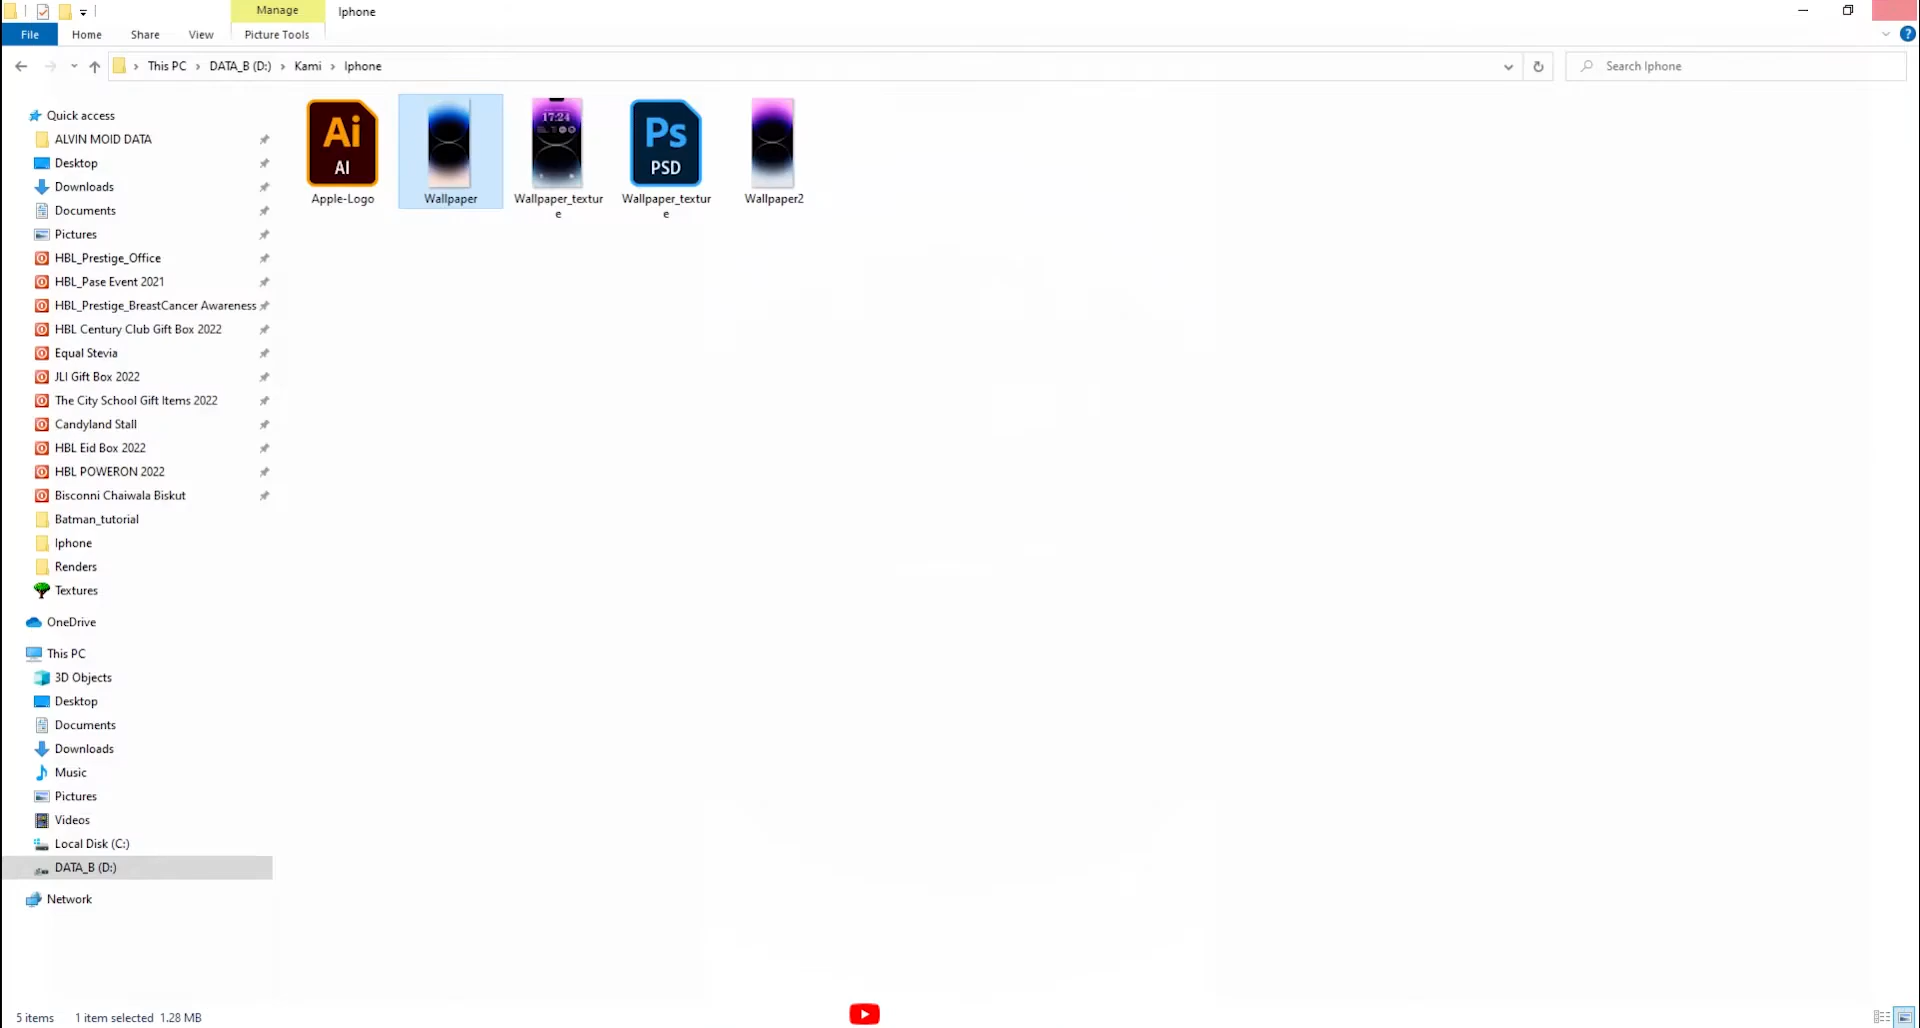 Manage
Iphone
File
Home
Share
View
Picture Tools
?
This PC
DATA_B (D:)
Kami
Iphone
Search Iphone
Quick access
ALVIN MOID DATA
Desktop
Downloads
Documents
Pictures
HBL_Prestige_Office
HBL_Pase Event 2021
HBL_Prestige_BreastCancer Awareness
HBL Century Club Gift Box 2022
Equal Stevia
JLI Gift Box 2022
The City School Gift Items 2022
Candyland Stall
HBL Eid Box 2022
HBL POWERON 2022
Bisconni Chaiwala Biskut
Batman_tutorial
Iphone
Renders
Textures
OneDrive
This PC
3D Objects
Desktop
Documents
Downloads
Music
Pictures
Videos
Local Disk (C:)
DATA_B (D:)
Network
Ai
AI
Apple-Logo
Wallpaper
17:24
Wallpaper_textur
e
Ps
PSD
Wallpaper_textur
e
Wallpaper2
5 items
1 item selected 1.28 MB